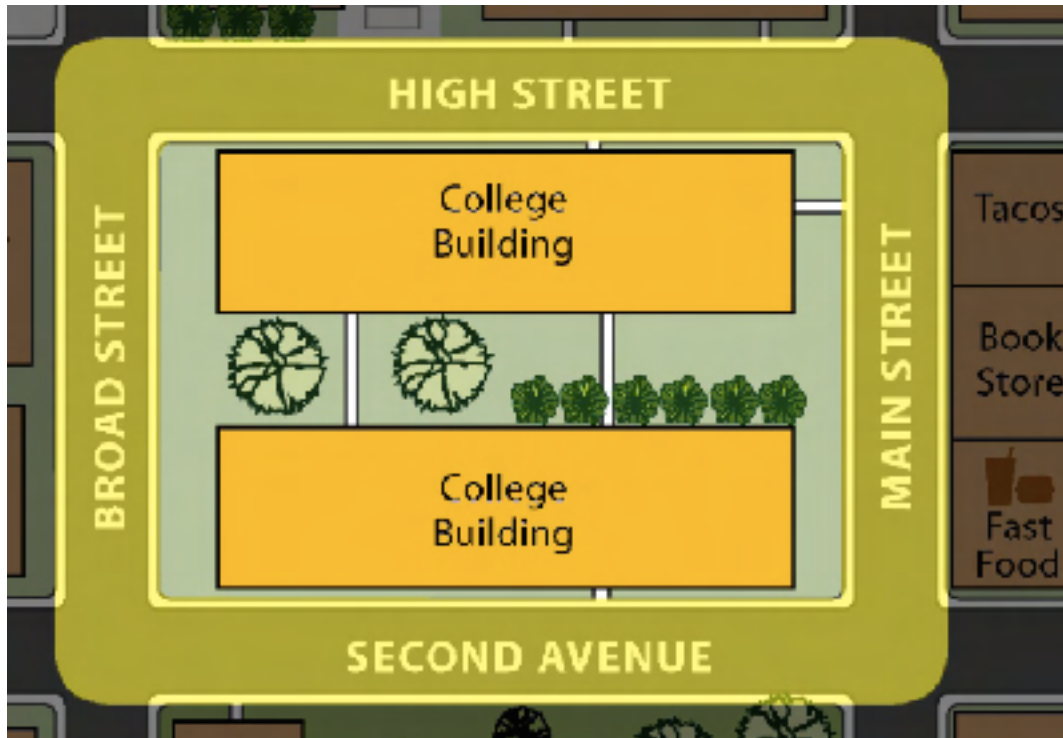 HIGH STREET
College
Building
Tacos
BROAD STREET
MAIN STREET
Book
Store
College
Building
Fast
Food
SECOND AVENUE